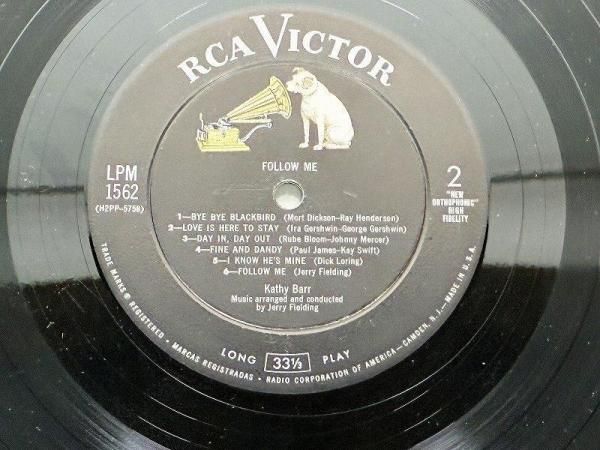 RCA VICTOR
FOLLOW ME
LPM
1562
(H2PP-5758)
2
"NEW
ORTHOPHONIC"
HIGH
FIDELITY
1—BYE BYE BLACKBIRD (Mort Dickson-Ray Henderson)
2—LOVE IS HERE TO STAY (Ira Gershwin-George Gershwin)
3—DAY IN, DAY OUT (Rube Bloom-Johnny Mercer)
4—FINE AND DANDY (Paul James-Kay Swift)
5—I KNOW HE'S MINE (Dick Loring)
6—FOLLOW ME (Jerry Fielding)
Kathy Barr
Music arranged and conducted
by Jerry Fielding
LONG 33⅓ PLAY
TRADE MARKS ® REGISTERED • MARCAS REGISTRADAS • RADIO CORPORATION OF AMERICA—CAMDEN, N.J.—MADE IN U.S.A.